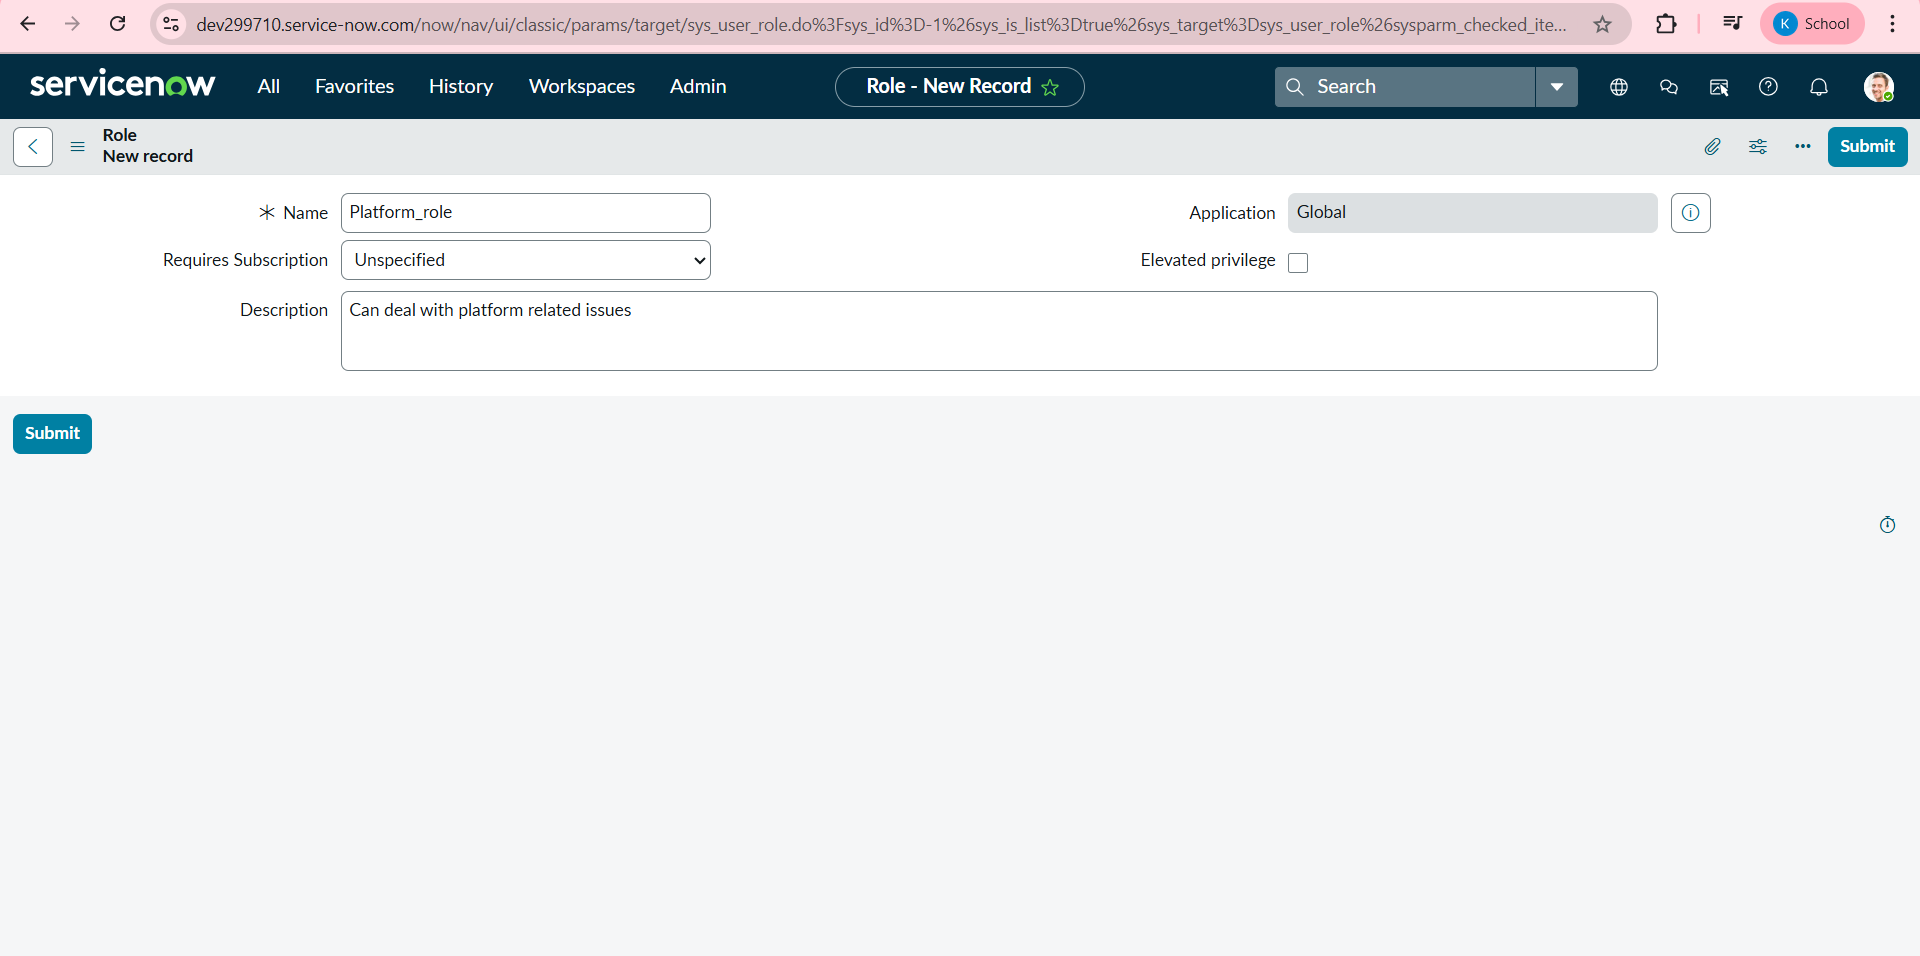 dev299710.service-now.com/now/nav/ui/classic/params/target/sys_user_role.do%3Fsys_id%3D-1%26sys_is_list%3Dtrue%26sys_target%3Dsys_user_role%26sysparm_checked_ite...
K School
servicenow All Favorites History Workspaces Admin Role - New Record Search
Role
New record
Submit
Name Platform_role Application Global
Requires Subscription Unspecified Elevated privilege
Description Can deal with platform related issues
Submit